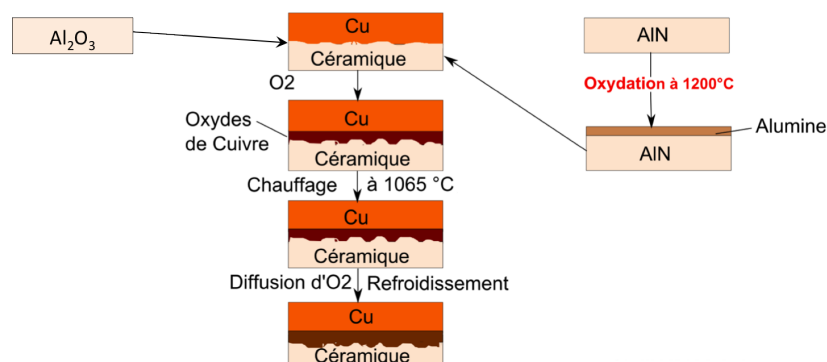 Al₂O₃
Cu
Céramique
AlN
O2
Oxydation à 1200°C
Oxydes
de Cuivre
Cu
Céramique
Alumine
AlN
Chauffage à 1065 °C
Cu
Céramique
Diffusion d'O2 Refroidissement
Cu
Céramique